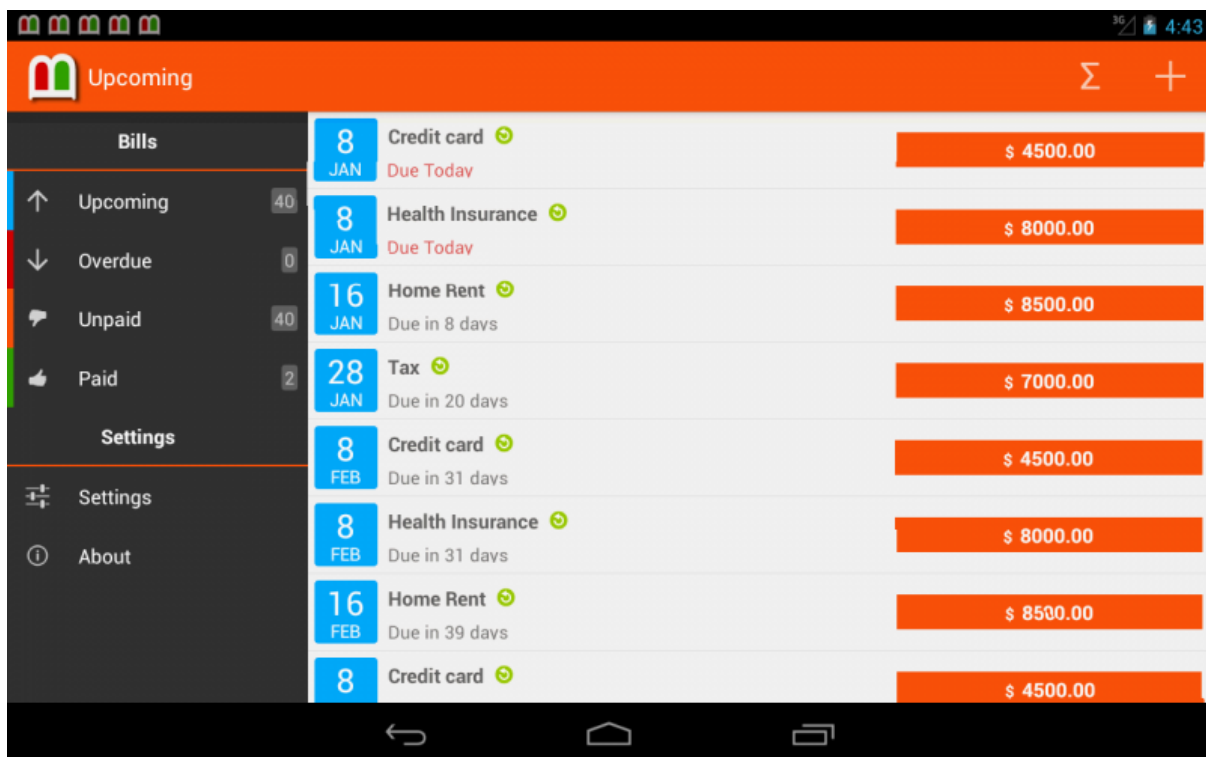 3G 4:43
Upcoming Σ
Bills
Upcoming 40
Overdue 0
Unpaid 40
Paid 2
Settings
Settings
About
8 JAN Credit card $ 4500.00
Due Today
8 JAN Health Insurance $ 8000.00
Due Today
16 JAN Home Rent $ 8500.00
Due in 8 days
28 JAN Tax $ 7000.00
Due in 20 days
8 FEB Credit card $ 4500.00
Due in 31 days
8 FEB Health Insurance $ 8000.00
Due in 31 days
16 FEB Home Rent $ 8500.00
Due in 39 days
8 Credit card $ 4500.00